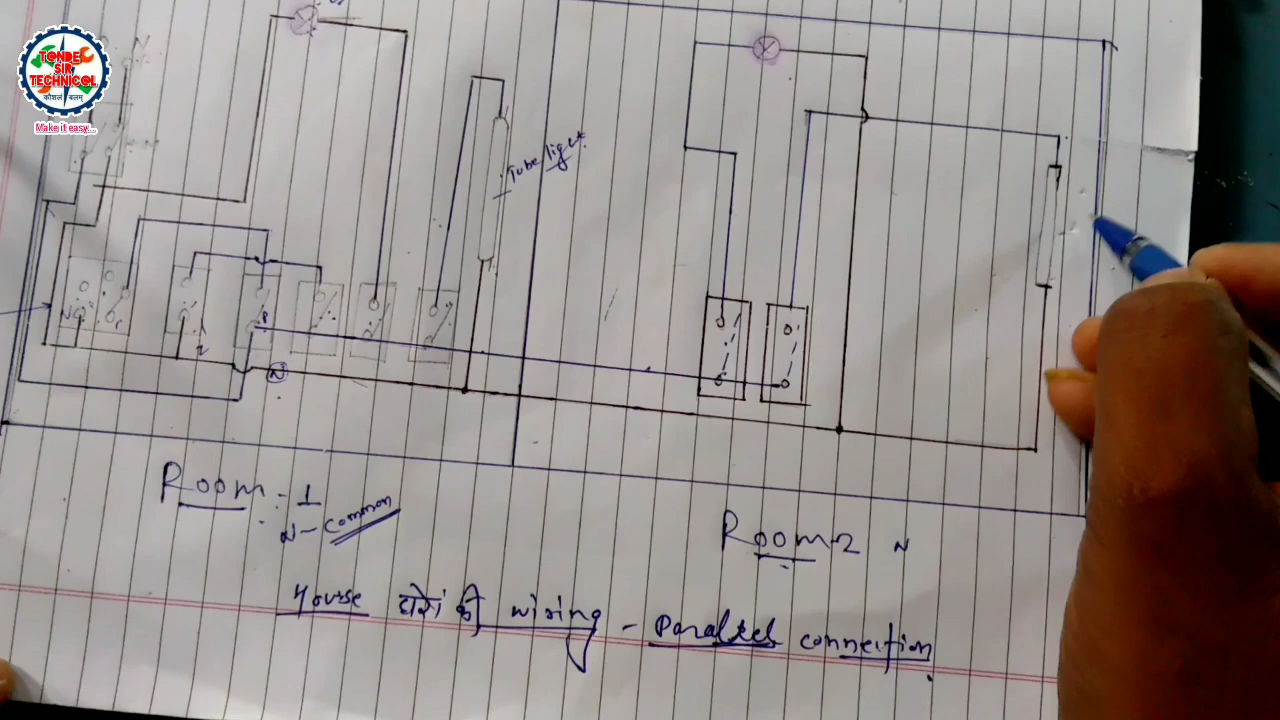 TONDE
SIR
TECHNICAL
कौशलं बलम्
Make it easy...
N
Tube light
N
N
Room - 1
N - Common
Room 2 N
House घरों की wiring - Parallel connection